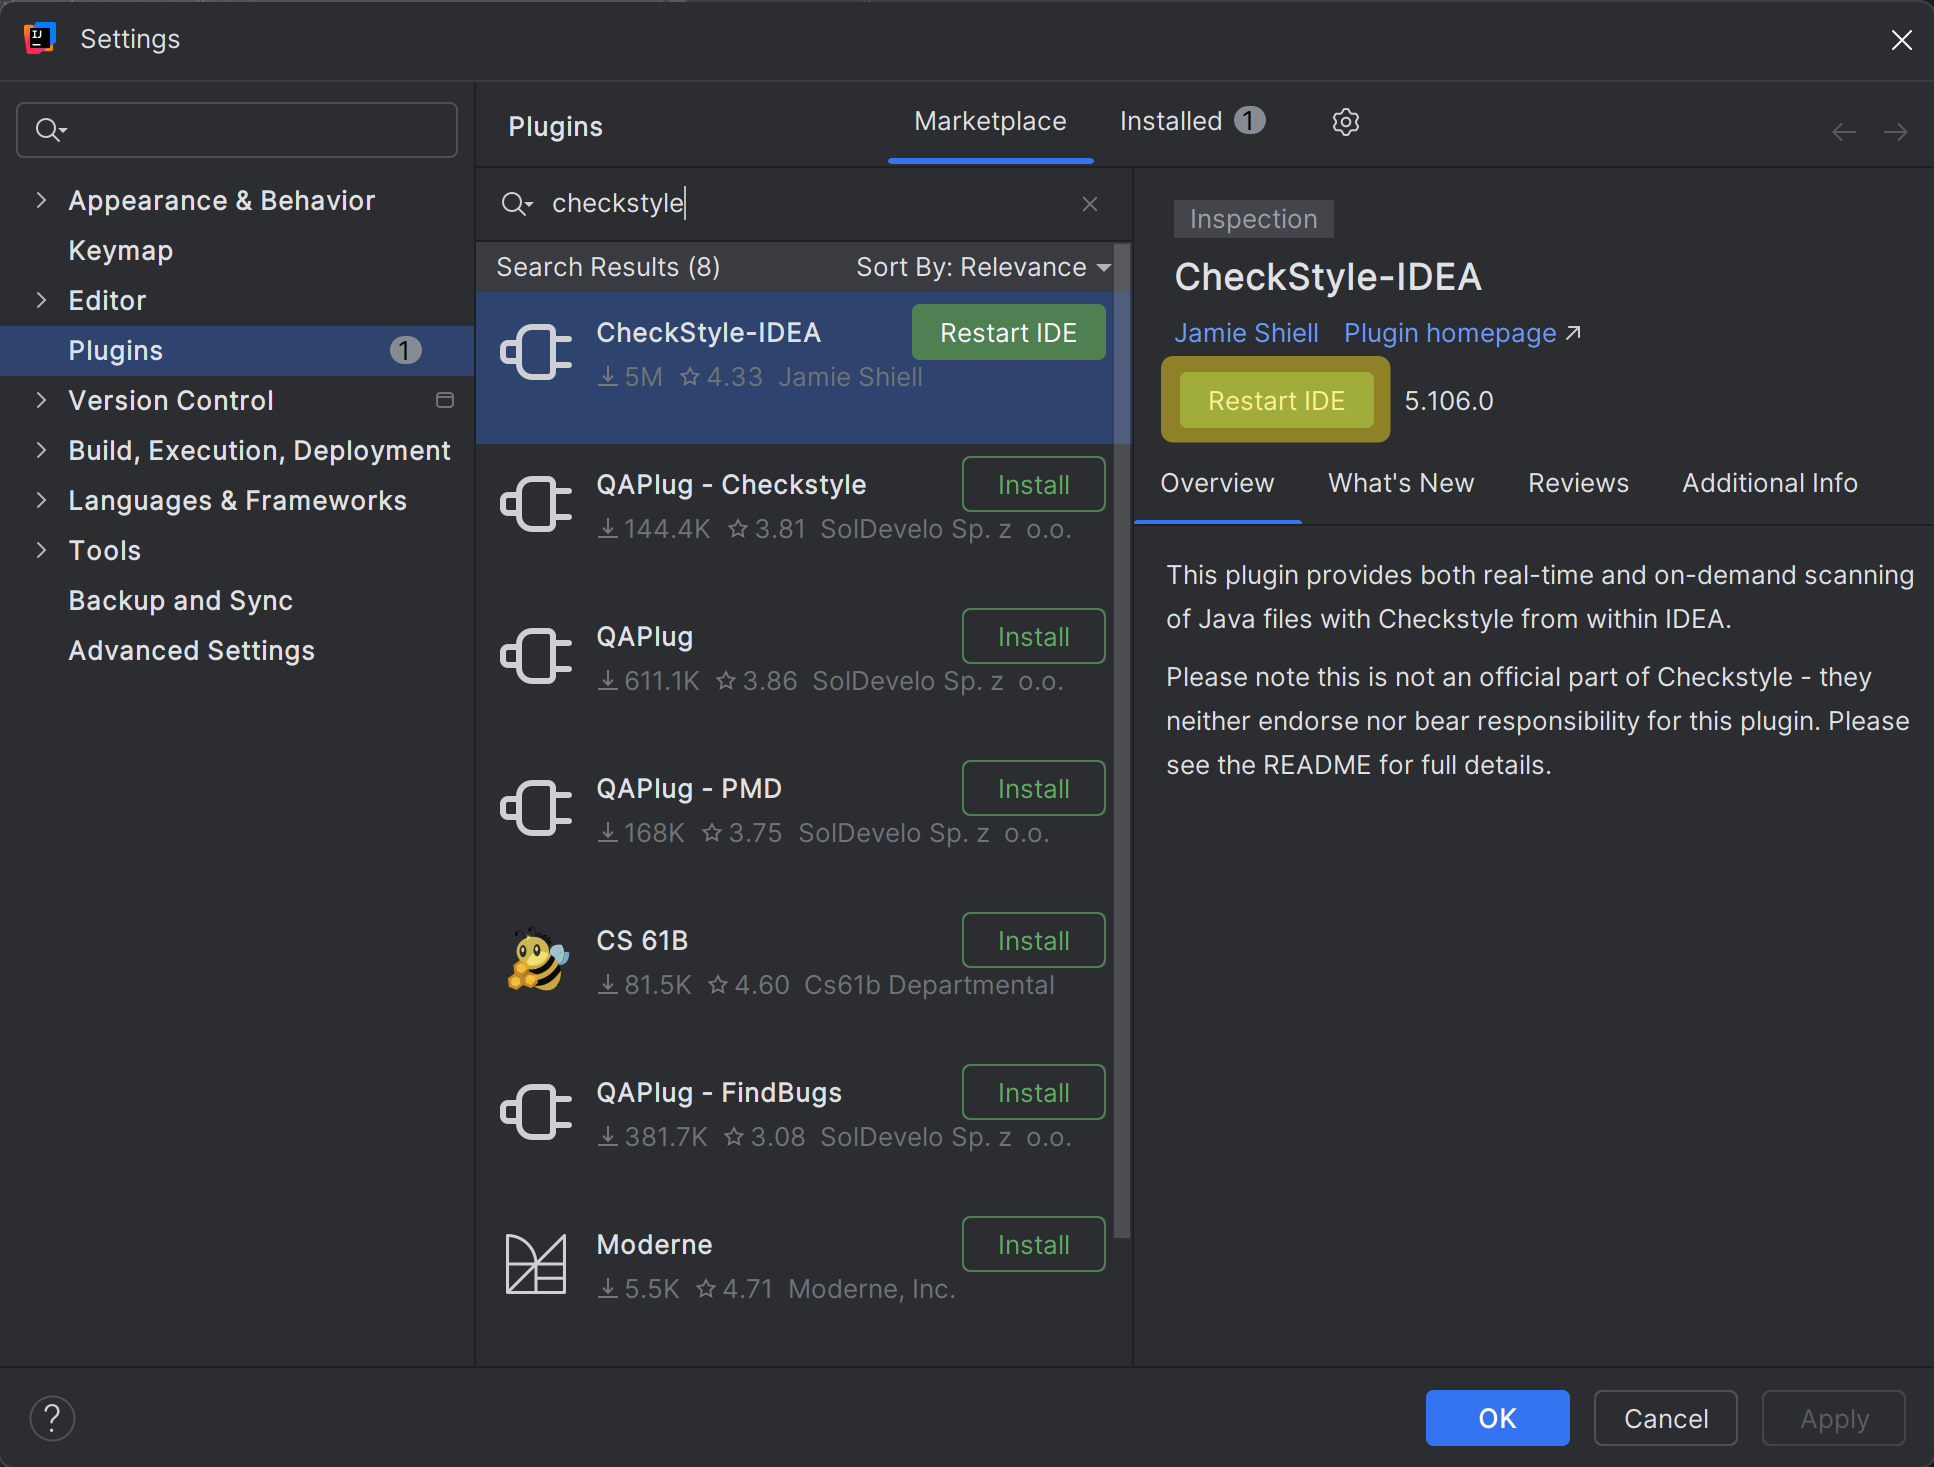 Settings
Plugins
Marketplace
Installed 1
Appearance & Behavior
Keymap
Editor
Plugins 1
Version Control
Build, Execution, Deployment
Languages & Frameworks
Tools
Backup and Sync
Advanced Settings
checkstyle
Search Results (8) Sort By: Relevance
CheckStyle-IDEA Restart IDE
5M 4.33 Jamie Shiell
QAPlug - Checkstyle Install
144.4K 3.81 SolDevelo Sp. z o.o.
QAPlug Install
611.1K 3.86 SolDevelo Sp. z o.o.
QAPlug - PMD Install
168K 3.75 SolDevelo Sp. z o.o.
CS 61B Install
81.5K 4.60 Cs61b Departmental
QAPlug - FindBugs Install
381.7K 3.08 SolDevelo Sp. z o.o.
Moderne Install
5.5K 4.71 Moderne, Inc.
Inspection
CheckStyle-IDEA
Jamie Shiell Plugin homepage
Restart IDE 5.106.0
Overview What's New Reviews Additional Info
This plugin provides both real-time and on-demand scanning
of Java files with Checkstyle from within IDEA.
Please note this is not an official part of Checkstyle - they
neither endorse nor bear responsibility for this plugin. Please
see the README for full details.
? OK Cancel Apply